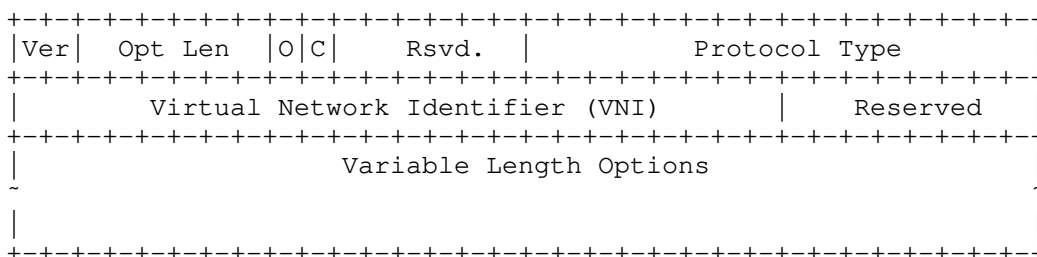 +-+-+-+-+-+-+-+-+-+-+-+-+-+-+-+-+-+-+-+-+-+-+-+-+-+-+-+-+-+-+-+-
|Ver|  Opt Len  |O|C|    Rsvd.  |          Protocol Type
+-+-+-+-+-+-+-+-+-+-+-+-+-+-+-+-+-+-+-+-+-+-+-+-+-+-+-+-+-+-+-+-
|        Virtual Network Identifier (VNI)       |    Reserved
+-+-+-+-+-+-+-+-+-+-+-+-+-+-+-+-+-+-+-+-+-+-+-+-+-+-+-+-+-+-+-+-
|                    Variable Length Options
~                                                               ~
|
+-+-+-+-+-+-+-+-+-+-+-+-+-+-+-+-+-+-+-+-+-+-+-+-+-+-+-+-+-+-+-+-